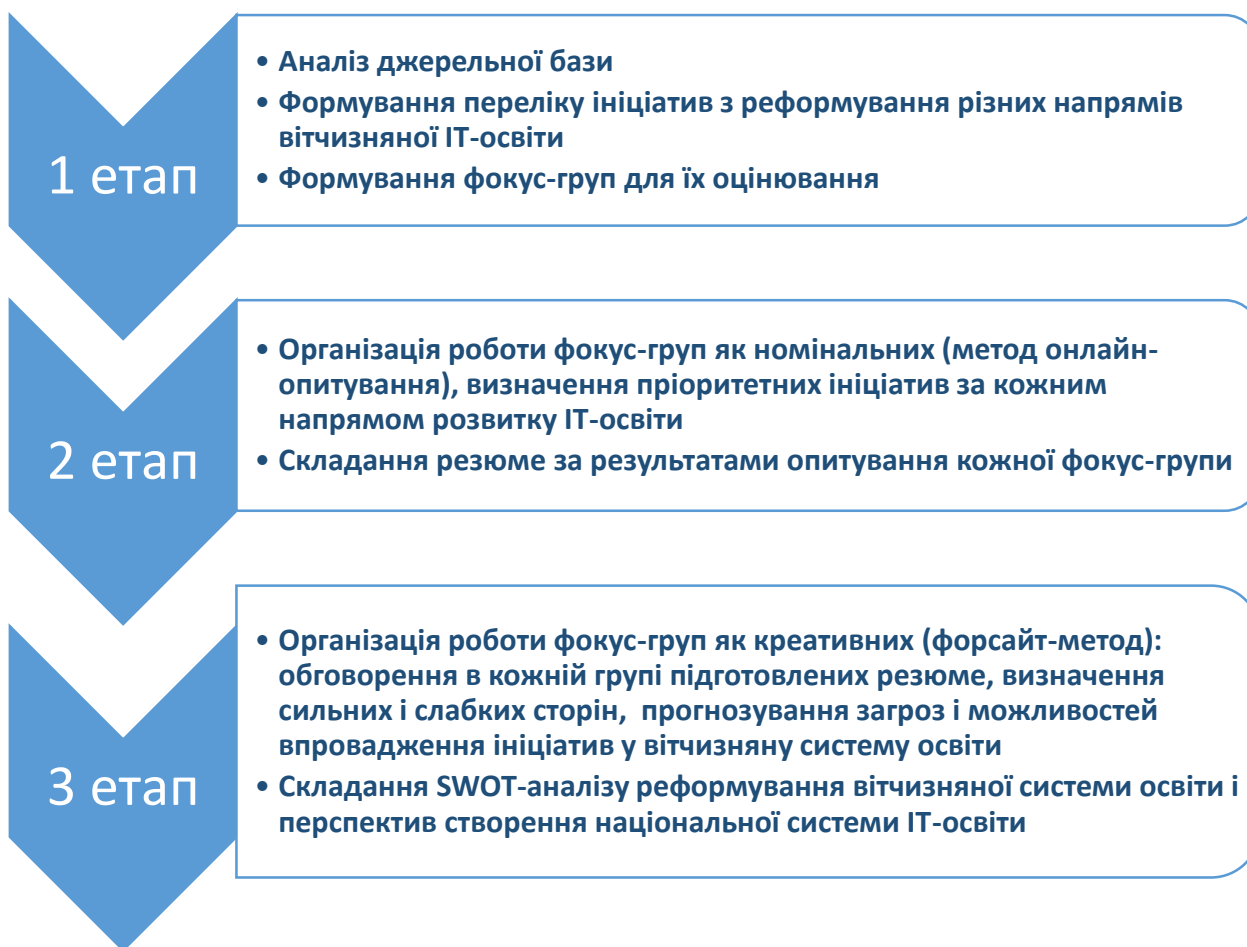 1 етап
• Аналіз джерельної бази
• Формування переліку ініціатив з реформування різних напрямів
вітчизняної ІТ-освіти
• Формування фокус-груп для їх оцінювання
2 етап
• Організація роботи фокус-груп як номінальних (метод онлайн-
опитування), визначення пріоритетних ініціатив за кожним
напрямом розвитку ІТ-освіти
• Складання резюме за результатами опитування кожної фокус-групи
3 етап
• Організація роботи фокус-груп як креативних (форсайт-метод):
обговорення в кожній групі підготовлених резюме, визначення
сильних і слабких сторін,  прогнозування загроз і можливостей
впровадження ініціатив у вітчизняну систему освіти
• Складання SWOT-аналізу реформування вітчизняної системи освіти і
перспектив створення національної системи ІТ-освіти